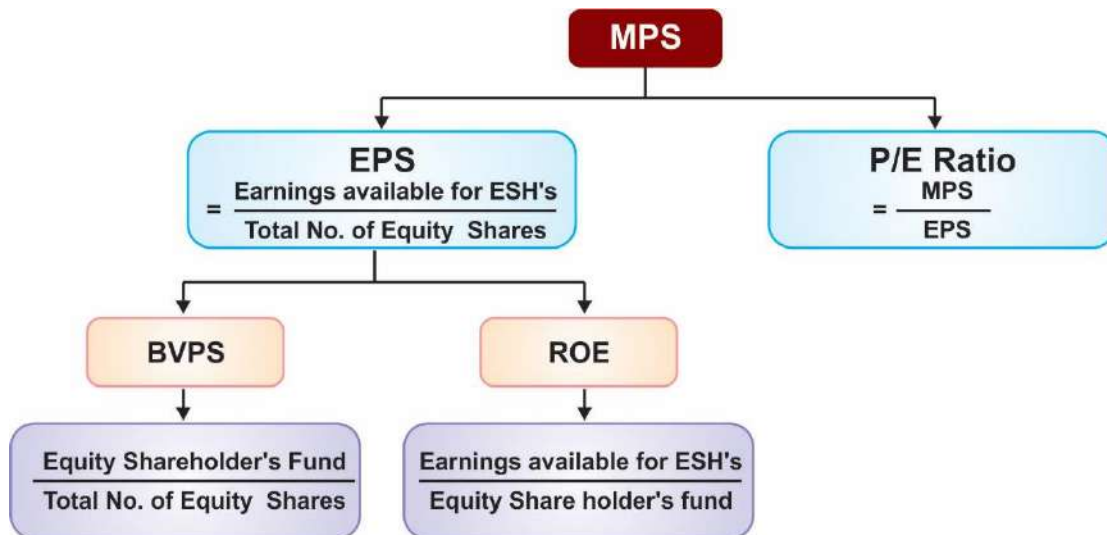 MPS
EPS
= Earnings available for ESH's
Total No. of Equity Shares
P/E Ratio
= MPS
EPS
BVPS
ROE
Equity Shareholder's Fund
Total No. of Equity Shares
Earnings available for ESH's
Equity Share holder's fund